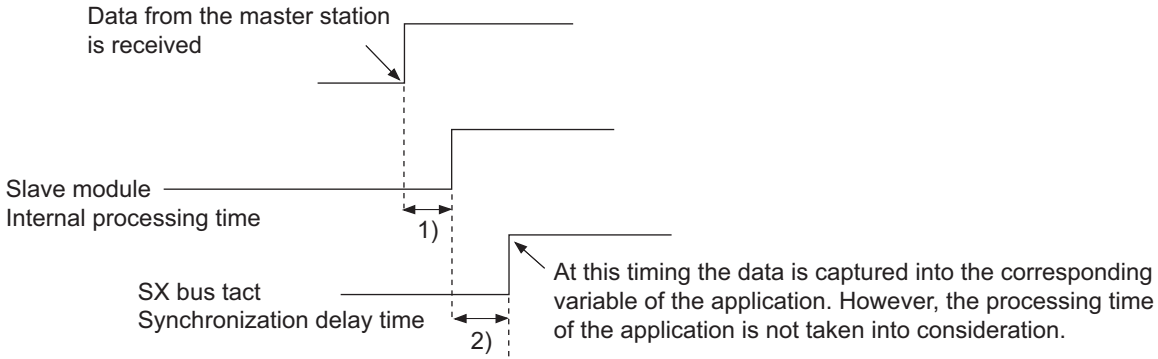 Data from the master station
is received
Slave module
Internal processing time
1)
SX bus tact
Synchronization delay time
2)
At this timing the data is captured into the corresponding
variable of the application. However, the processing time
of the application is not taken into consideration.